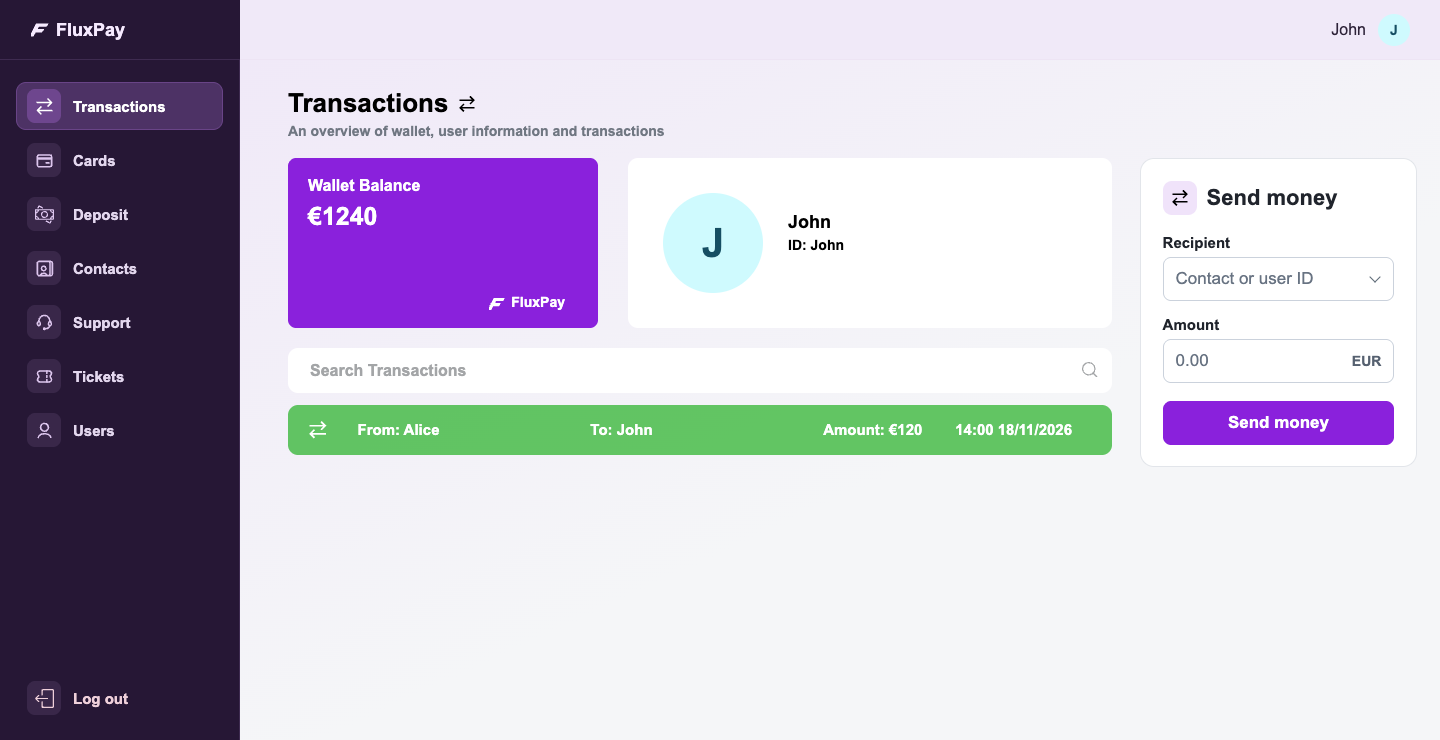 FluxPay
John
J
Transactions
Cards
Deposit
Contacts
Support
Tickets
Users
Log out
Transactions
An overview of wallet, user information and transactions
Wallet Balance
€1240
FluxPay
J
John
ID: John
Search Transactions
From: Alice To: John Amount: €120 14:00 18/11/2026
Send money
Recipient
Contact or user ID
Amount
0.00 EUR
Send money